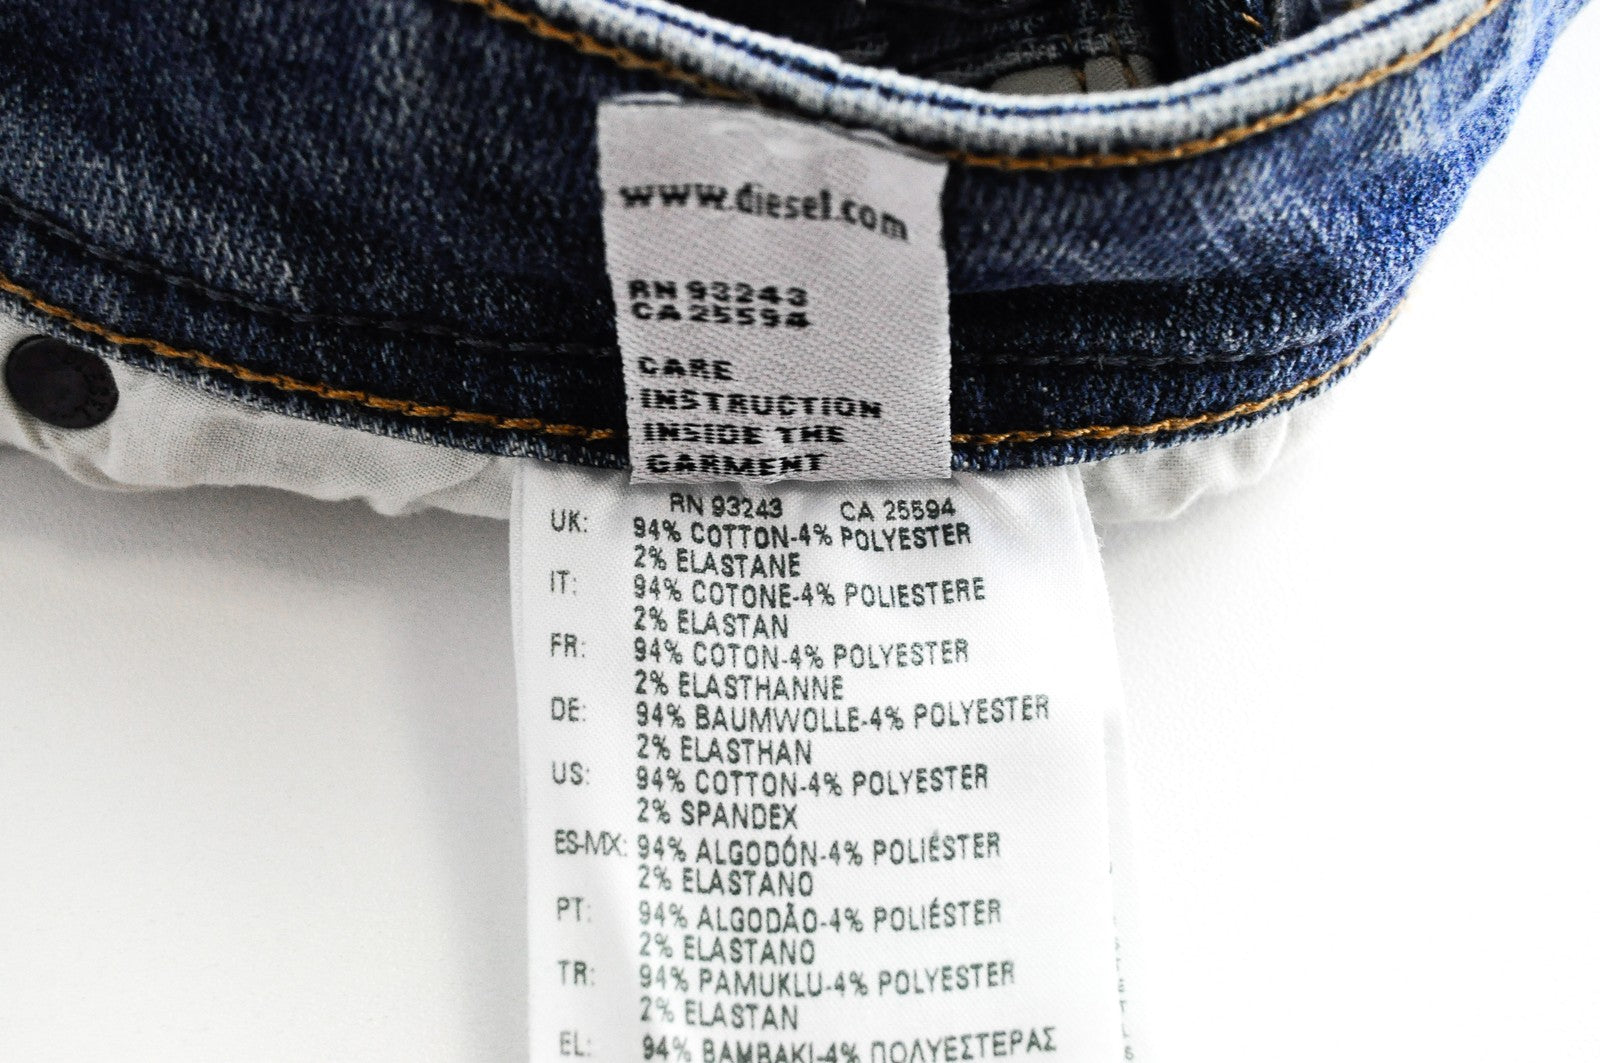 www.diesel.com
RN 93243
CA 25594
CARE
INSTRUCTION
INSIDE THE
GARMENT
RN 93243 CA 25594
UK: 94% COTTON-4% POLYESTER
2% ELASTANE
IT: 94% COTONE-4% POLIESTERE
2% ELASTAN
FR: 94% COTON-4% POLYESTER
2% ELASTHANNE
DE: 94% BAUMWOLLE-4% POLYESTER
2% ELASTHAN
US: 94% COTTON-4% POLYESTER
2% SPANDEX
ES-MX: 94% ALGODÓN-4% POLIÉSTER
2% ELASTANO
PT: 94% ALGODÃO-4% POLIÉSTER
2% ELASTANO
TR: 94% PAMUKLU-4% POLYESTER
2% ELASTAN
EL: 94% ΒΑΜΒΑΚΙ-4% ΠΟΛΥΕΣΤΕΡΑΣ